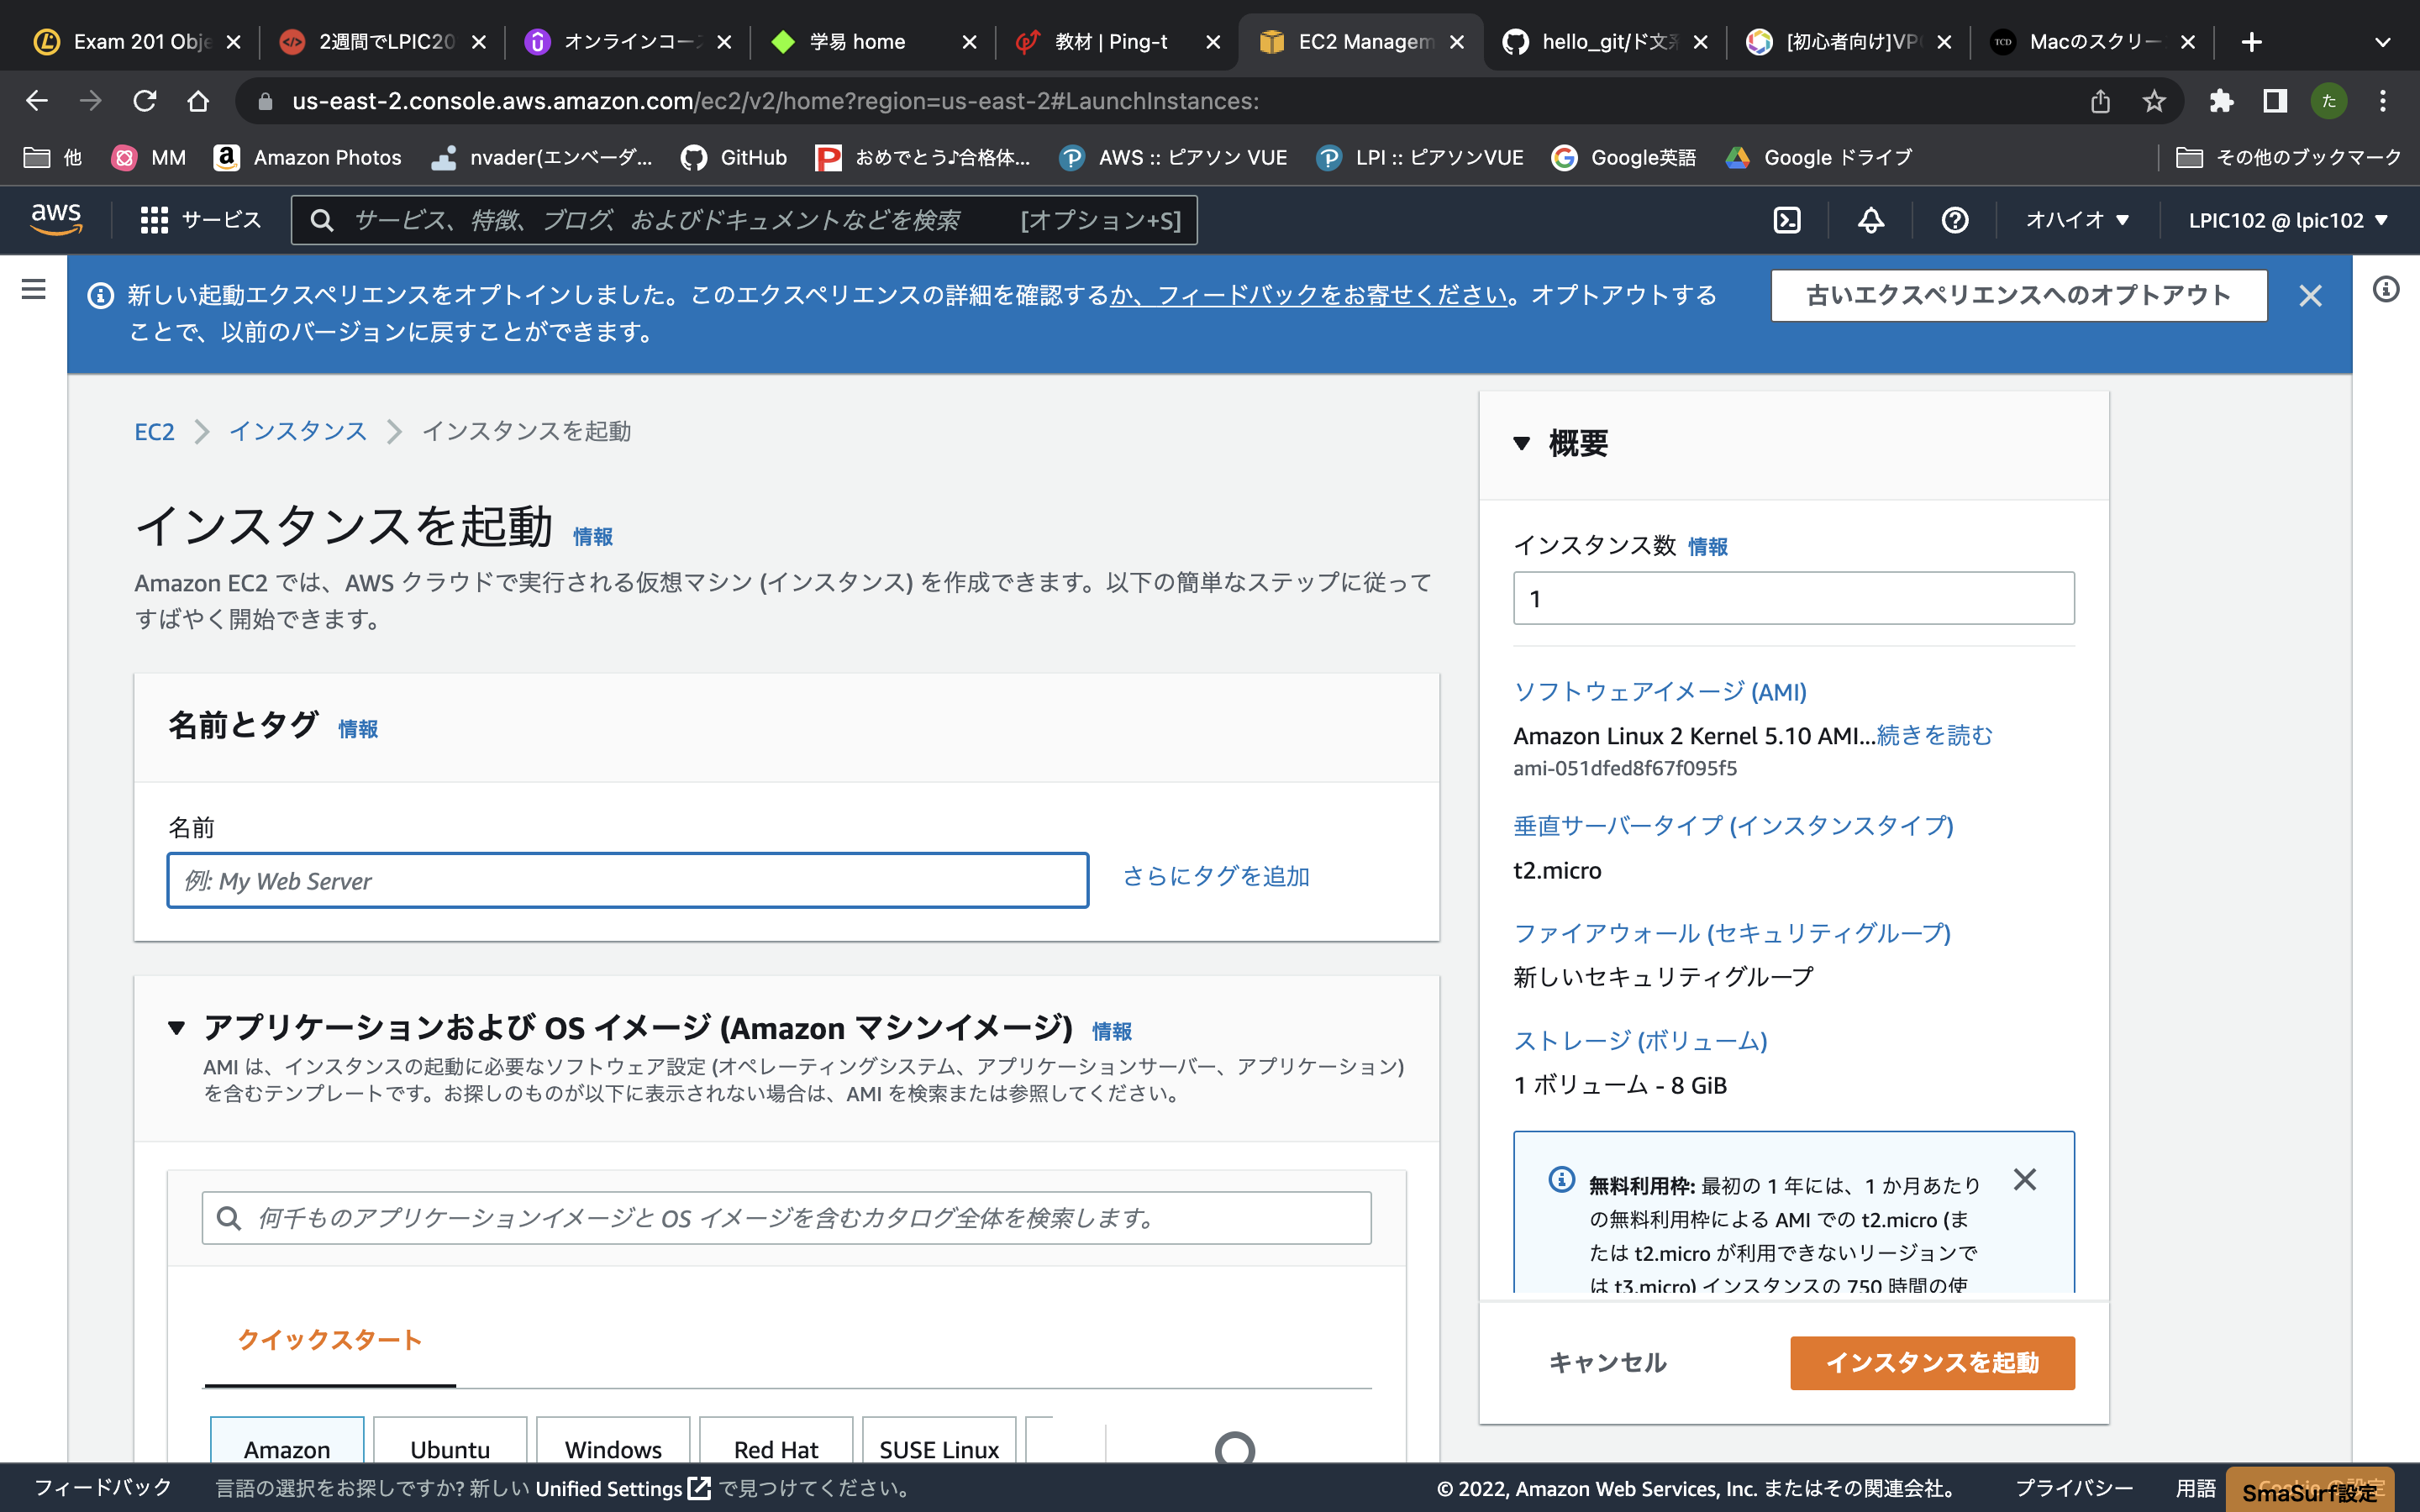 Exam 201 Obje
2週間でLPIC20
オンラインコース
学易 home
教材 | Ping-t
EC2 Managem
hello_git/ド文系
[初心者向け]VPC
TCD
Macのスクリー
us-east-2.console.aws.amazon.com/ec2/v2/home?region=us-east-2#LaunchInstances:
た
他
MM
Amazon Photos
nvader(エンベーダ...
GitHub
おめでとう♪合格体...
AWS :: ピアソン VUE
LPI :: ピアソンVUE
Google英語
Google ドライブ
その他のブックマーク
aws
サービス
サービス、特徴、ブログ、およびドキュメントなどを検索
[オプション+S]
オハイオ
LPIC102 @ lpic102
新しい起動エクスペリエンスをオプトインしました。このエクスペリエンスの詳細を確認するか、フィードバックをお寄せください。オプトアウトする
ことで、以前のバージョンに戻すことができます。
古いエクスペリエンスへのオプトアウト
EC2
インスタンス
インスタンスを起動
インスタンスを起動 情報
Amazon EC2 では、AWS クラウドで実行される仮想マシン (インスタンス) を作成できます。以下の簡単なステップに従って
すばやく開始できます。
名前とタグ 情報
名前
例: My Web Server
さらにタグを追加
アプリケーションおよび OS イメージ (Amazon マシンイメージ) 情報
AMI は、インスタンスの起動に必要なソフトウェア設定 (オペレーティングシステム、アプリケーションサーバー、アプリケーション)
を含むテンプレートです。お探しのものが以下に表示されない場合は、AMI を検索または参照してください。
何千ものアプリケーションイメージと OS イメージを含むカタログ全体を検索します。
クイックスタート
Amazon
Ubuntu
Windows
Red Hat
SUSE Linux
概要
インスタンス数 情報
1
ソフトウェアイメージ (AMI)
Amazon Linux 2 Kernel 5.10 AMI...続きを読む
ami-051dfed8f67f095f5
垂直サーバータイプ (インスタンスタイプ)
t2.micro
ファイアウォール (セキュリティグループ)
新しいセキュリティグループ
ストレージ (ボリューム)
1 ボリューム - 8 GiB
無料利用枠: 最初の 1 年には、1 か月あたり
の無料利用枠による AMI での t2.micro (ま
たは t2.micro が利用できないリージョンで
は t3.micro) インスタンスの 750 時間の使
キャンセル
インスタンスを起動
フィードバック
言語の選択をお探しですか? 新しい Unified Settings で見つけてください。
© 2022, Amazon Web Services, Inc. またはその関連会社。
プライバシー
用語
Cookie の設定
SmaSurf設定